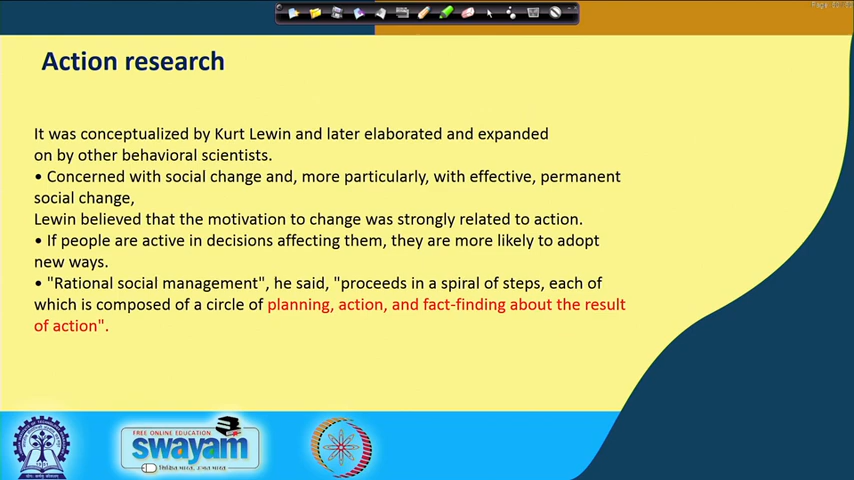 Action research
It was conceptualized by Kurt Lewin and later elaborated and expanded
on by other behavioral scientists.
• Concerned with social change and, more particularly, with effective, permanent
social change,
Lewin believed that the motivation to change was strongly related to action.
• If people are active in decisions affecting them, they are more likely to adopt
new ways.
• "Rational social management", he said, "proceeds in a spiral of steps, each of
which is composed of a circle of planning, action, and fact-finding about the result
of action".
FREE ONLINE EDUCATION
swayam